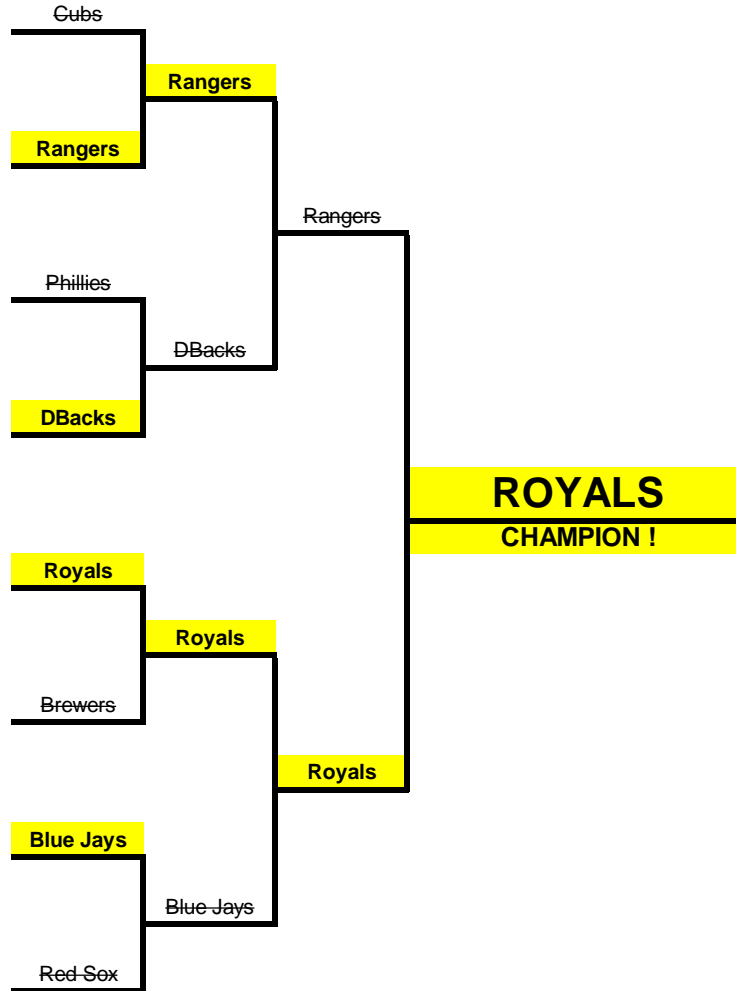 Cubs
Rangers
Rangers
Rangers
Phillies
DBacks
DBacks
ROYALS
CHAMPION !
Royals
Royals
Brewers
Royals
Blue Jays
Blue Jays
Red Sox